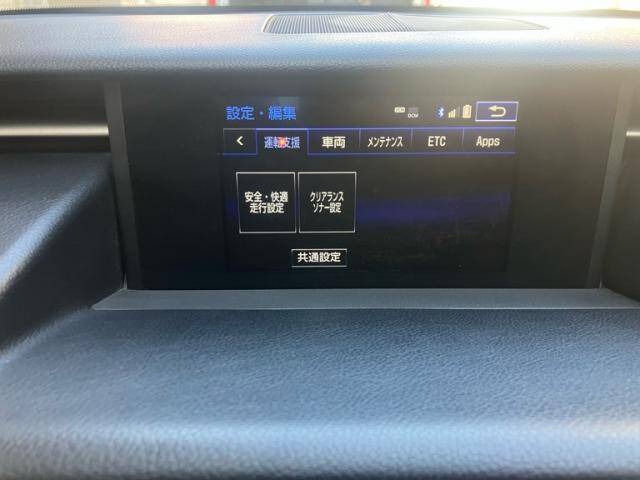 設定・編集
DCM
< 運転支援 車両 メンテナンス ETC Apps
安全・快適
走行設定
クリアランス
ソナー設定
共通設定